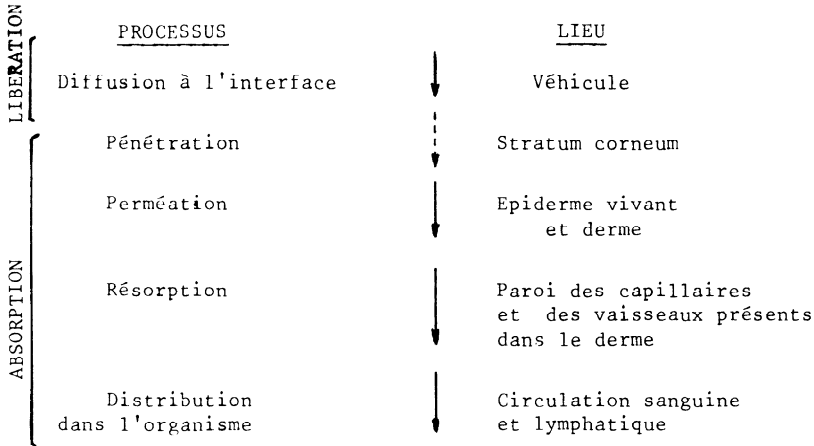 PROCESSUS LIEU
LIBERATION
Diffusion à l'interface Véhicule
Pénétration Stratum corneum
Perméation Epiderme vivant
et derme
ABSORPTION
Résorption Paroi des capillaires
et des vaisseaux présents
dans le derme
Distribution Circulation sanguine
dans l'organisme et lymphatique